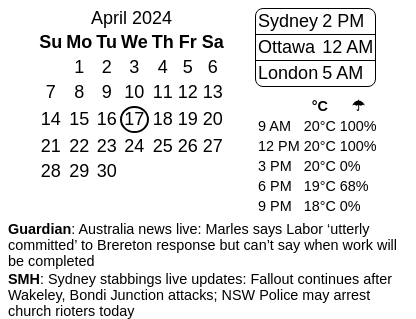 April 2024
Su Mo Tu We Th Fr Sa
1 2 3 4 5 6
7 8 9 10 11 12 13
14 15 16 17 18 19 20
21 22 23 24 25 26 27
28 29 30
Sydney 2 PM
Ottawa 12 AM
London 5 AM
°C ☂
9 AM 20°C 100%
12 PM 20°C 100%
3 PM 20°C 0%
6 PM 19°C 68%
9 PM 18°C 0%
Guardian: Australia news live: Marles says Labor ‘utterly
committed’ to Brereton response but can’t say when work will
be completed
SMH: Sydney stabbings live updates: Fallout continues after
Wakeley, Bondi Junction attacks; NSW Police may arrest
church rioters today